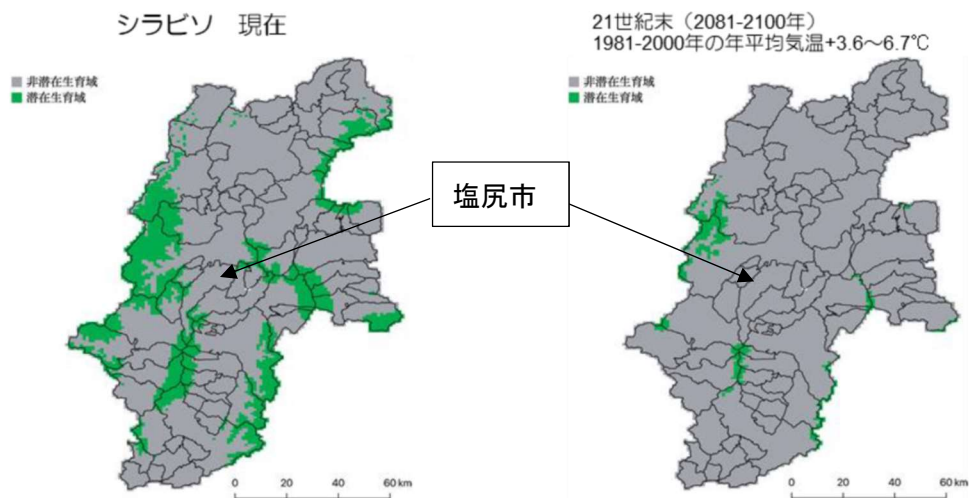 シラビソ 現在
非潜在生育域
潜在生育域
0 20 40 60 km
塩尻市
21世紀末（2081-2100年）
1981-2000年の年平均気温+3.6～6.7℃
非潜在生育域
潜在生育域
0 20 40 60 km